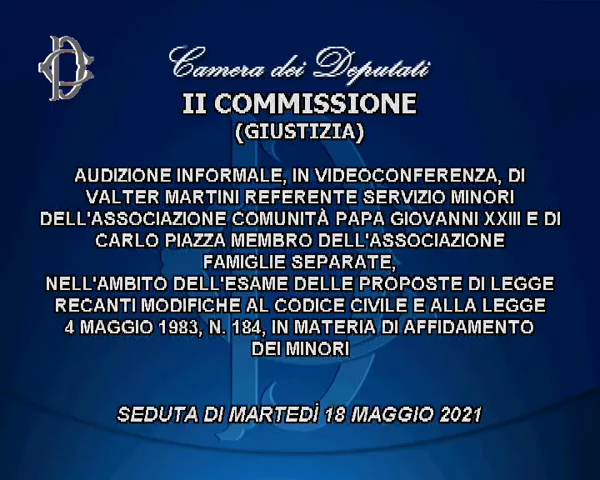 Camera dei Deputati
II COMMISSIONE
(GIUSTIZIA)
AUDIZIONE INFORMALE, IN VIDEOCONFERENZA, DI
VALTER MARTINI REFERENTE SERVIZIO MINORI
DELL'ASSOCIAZIONE COMUNITÀ PAPA GIOVANNI XXIII E DI
CARLO PIAZZA MEMBRO DELL'ASSOCIAZIONE
FAMIGLIE SEPARATE,
NELL'AMBITO DELL'ESAME DELLE PROPOSTE DI LEGGE
RECANTI MODIFICHE AL CODICE CIVILE E ALLA LEGGE
4 MAGGIO 1983, N. 184, IN MATERIA DI AFFIDAMENTO
DEI MINORI
SEDUTA DI MARTEDÌ 18 MAGGIO 2021